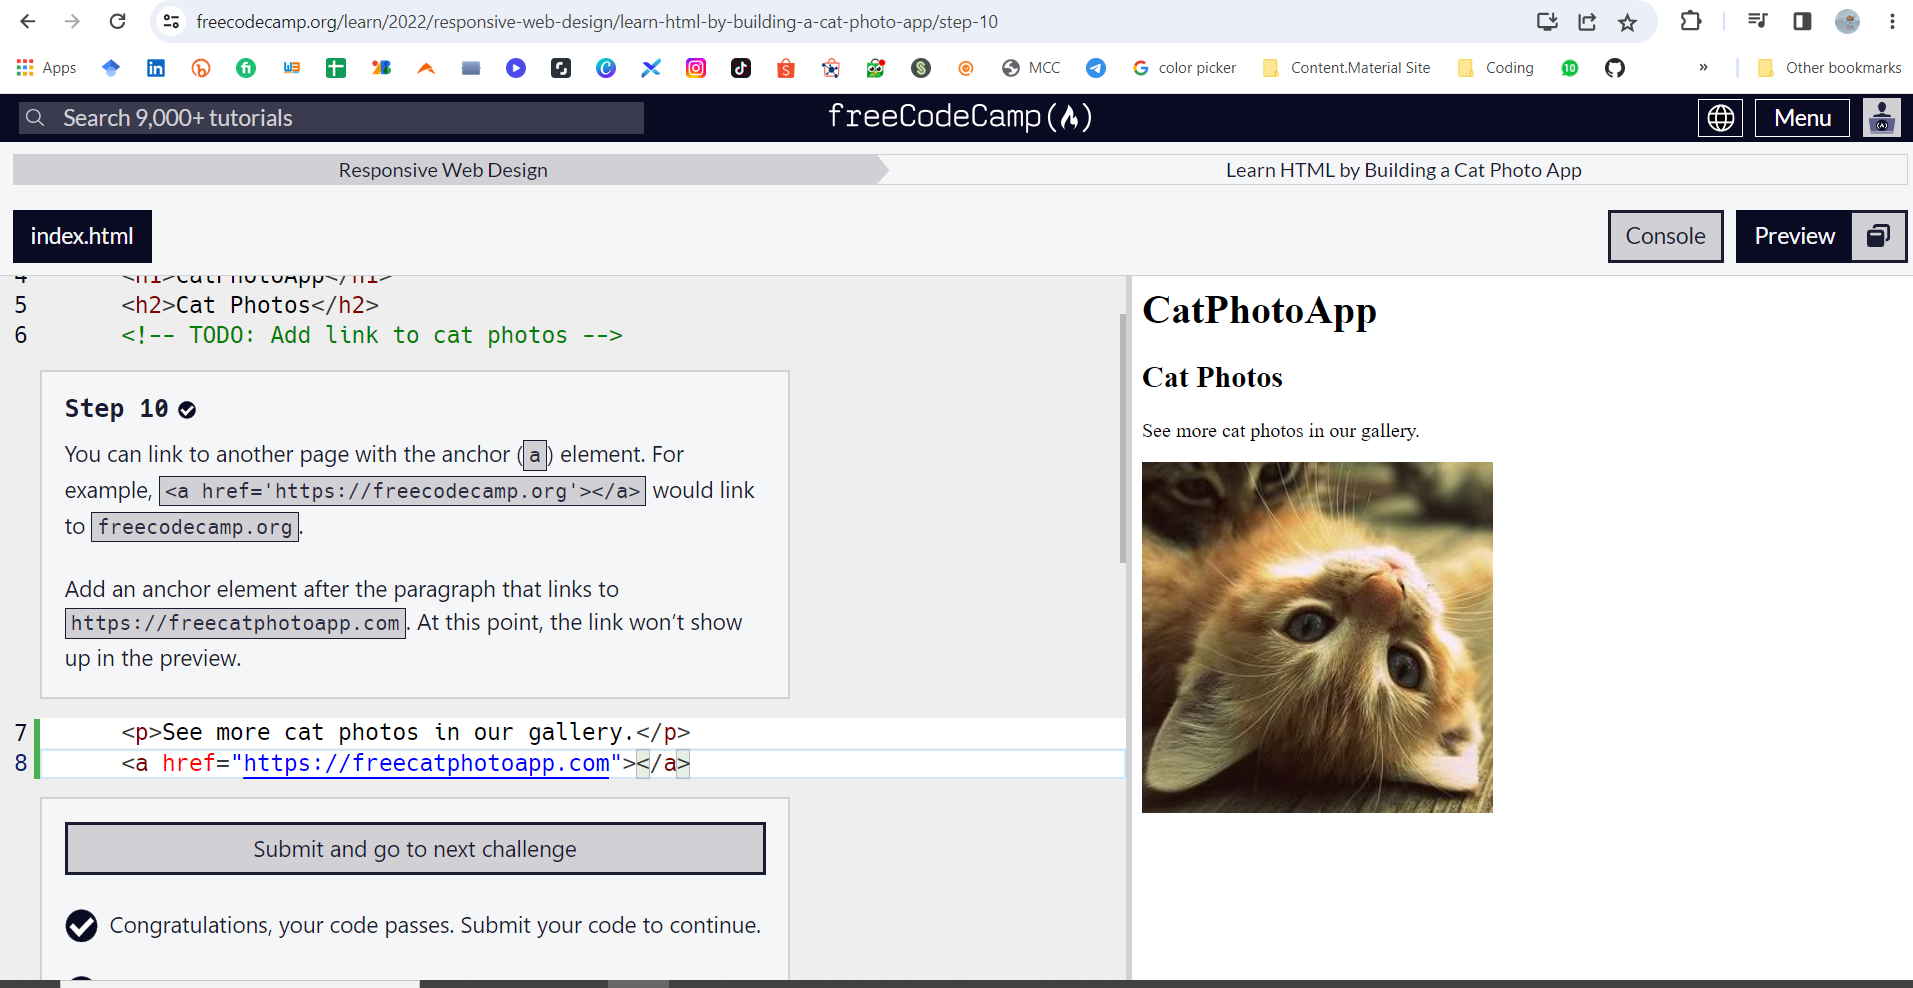 freecodecamp.org/learn/2022/responsive-web-design/learn-html-by-building-a-cat-photo-app/step-10
Apps
MCC
color picker
Content.Material Site
Coding
10
»
Other bookmarks
Search 9,000+ tutorials
freeCodeCamp
Menu
Responsive Web Design
Learn HTML by Building a Cat Photo App
index.html
Console
Preview
4 <h1>CatPhotoApp</h1>
5 <h2>Cat Photos</h2>
6 <!-- TODO: Add link to cat photos -->
Step 10
You can link to another page with the anchor (a) element. For
example, <a href='https://freecodecamp.org'></a> would link
to freecodecamp.org.
Add an anchor element after the paragraph that links to
https://freecatphotoapp.com. At this point, the link won’t show
up in the preview.
7 <p>See more cat photos in our gallery.</p>
8 <a href="https://freecatphotoapp.com"></a>
Submit and go to next challenge
Congratulations, your code passes. Submit your code to continue.
CatPhotoApp
Cat Photos
See more cat photos in our gallery.